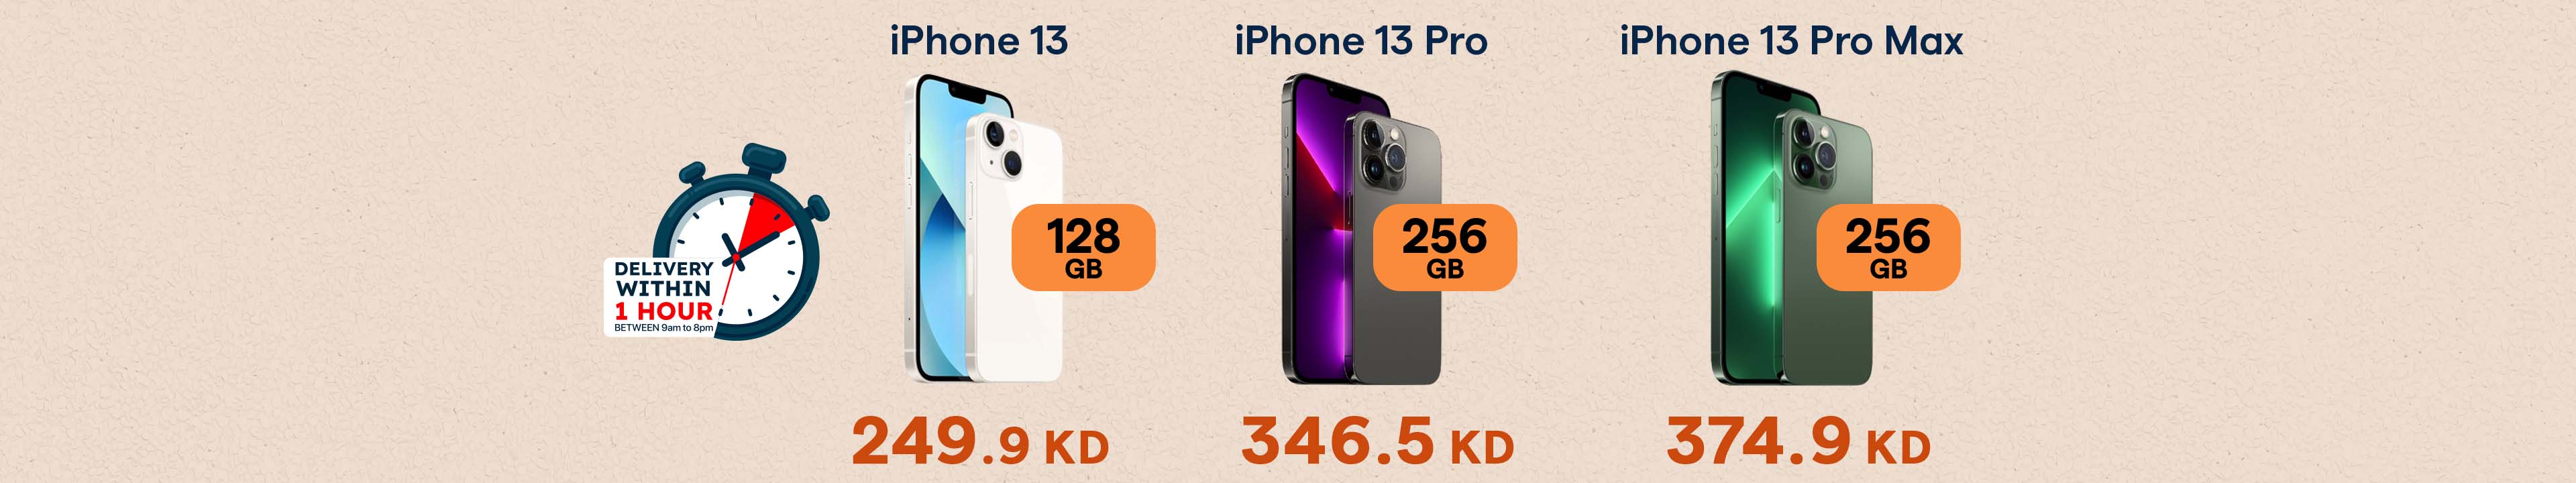 iPhone 13
iPhone 13 Pro
iPhone 13 Pro Max
DELIVERY
WITHIN
1 HOUR
BETWEEN 9am to 8pm
128
GB
256
GB
256
GB
249.9 KD
346.5 KD
374.9 KD